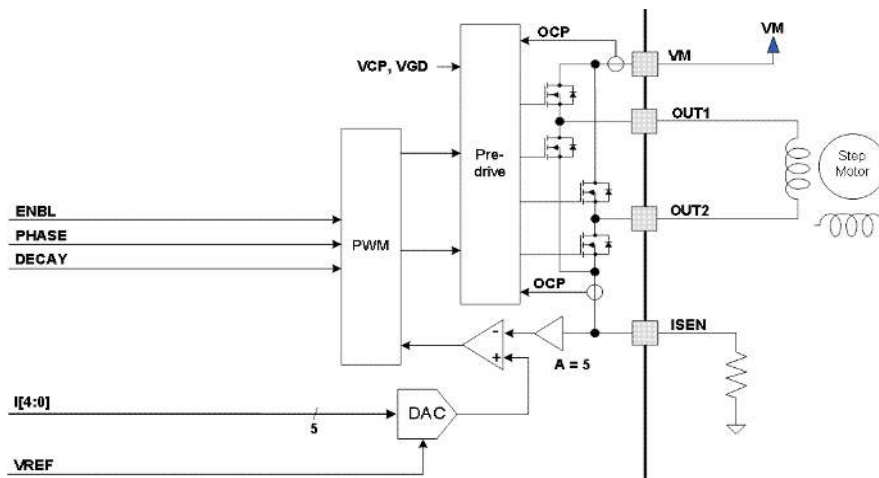 OCP
VM
VM
VCP, VGD
OUT1
Pre-
drive
Step
Motor
ENBL
PHASE
DECAY
PWM
OUT2
OCP
ISEN
-
+
A = 5
I[4:0]
5
DAC
VREF